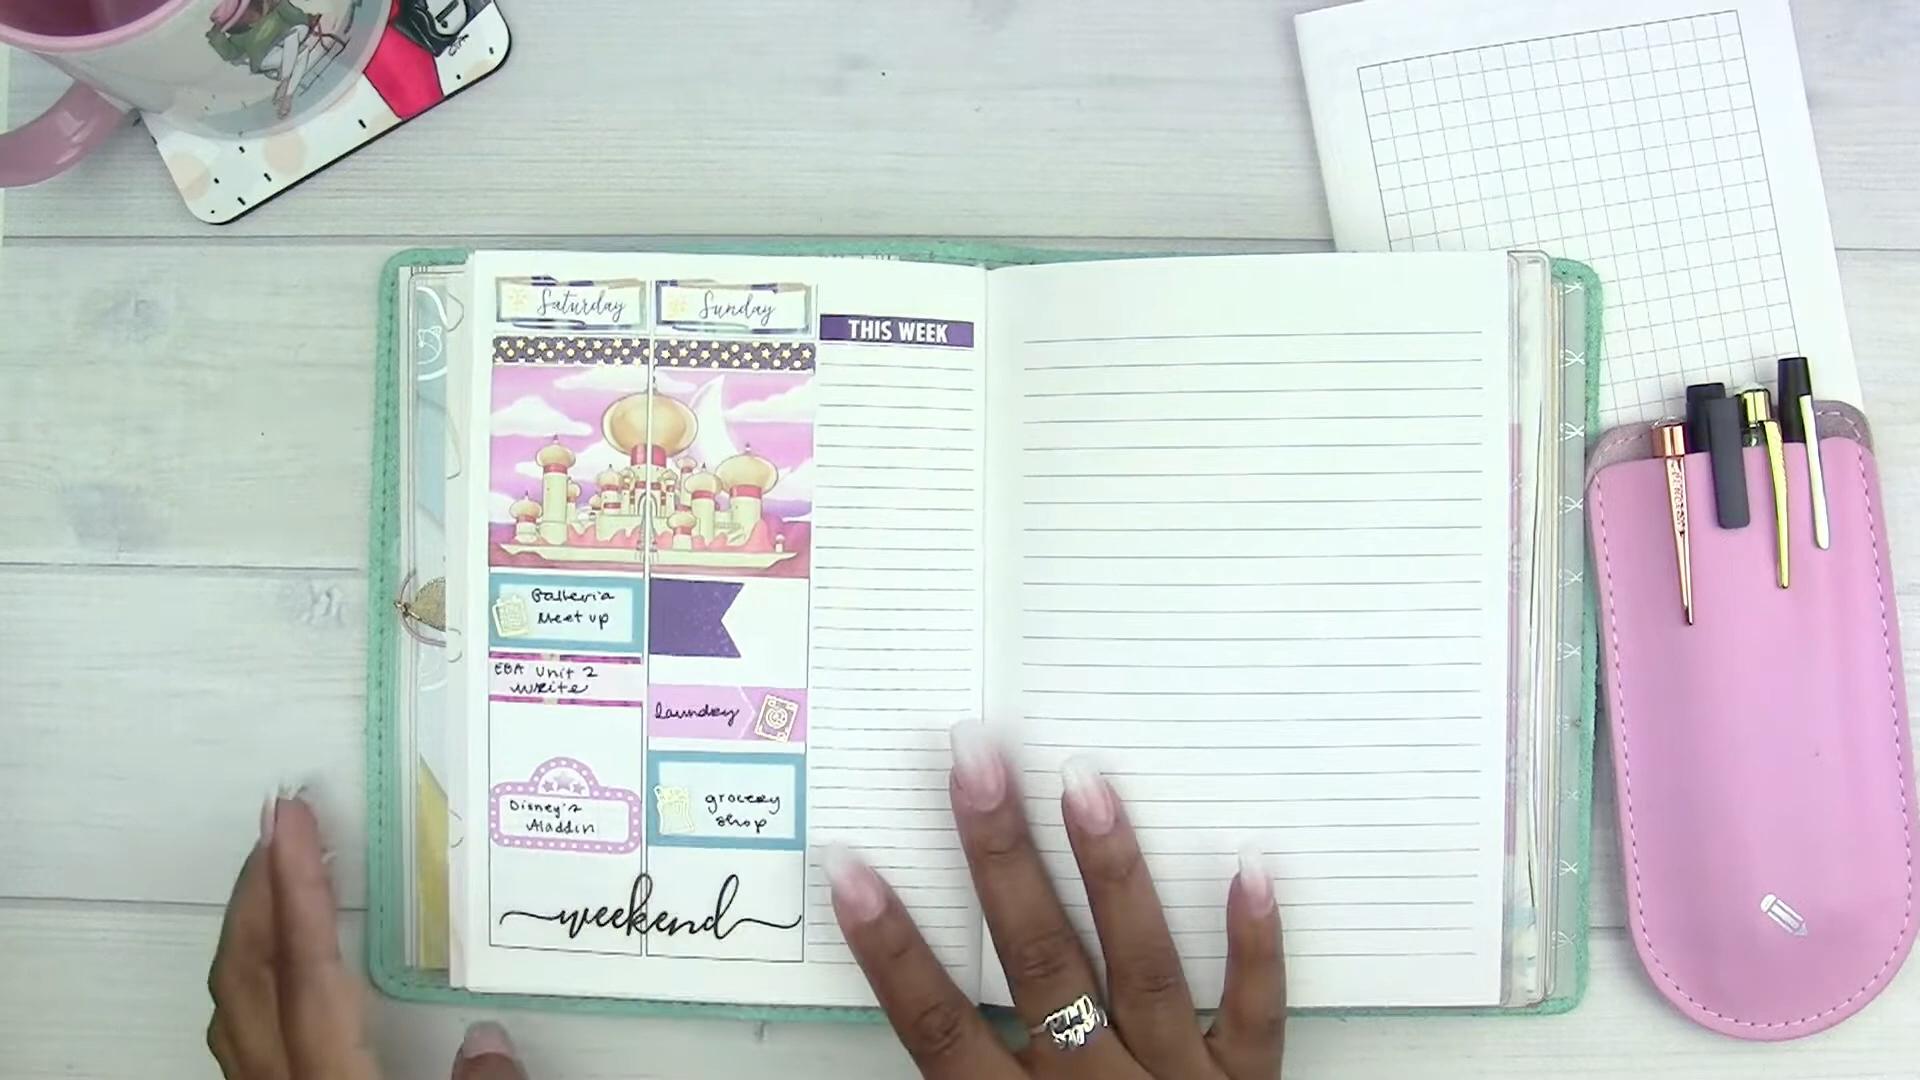 Saturday
Sunday
THIS WEEK
Galleria
Meet up
EBA Unit 2
Write
laundry
Disney's
Aladdin
grocery
shop
weekend